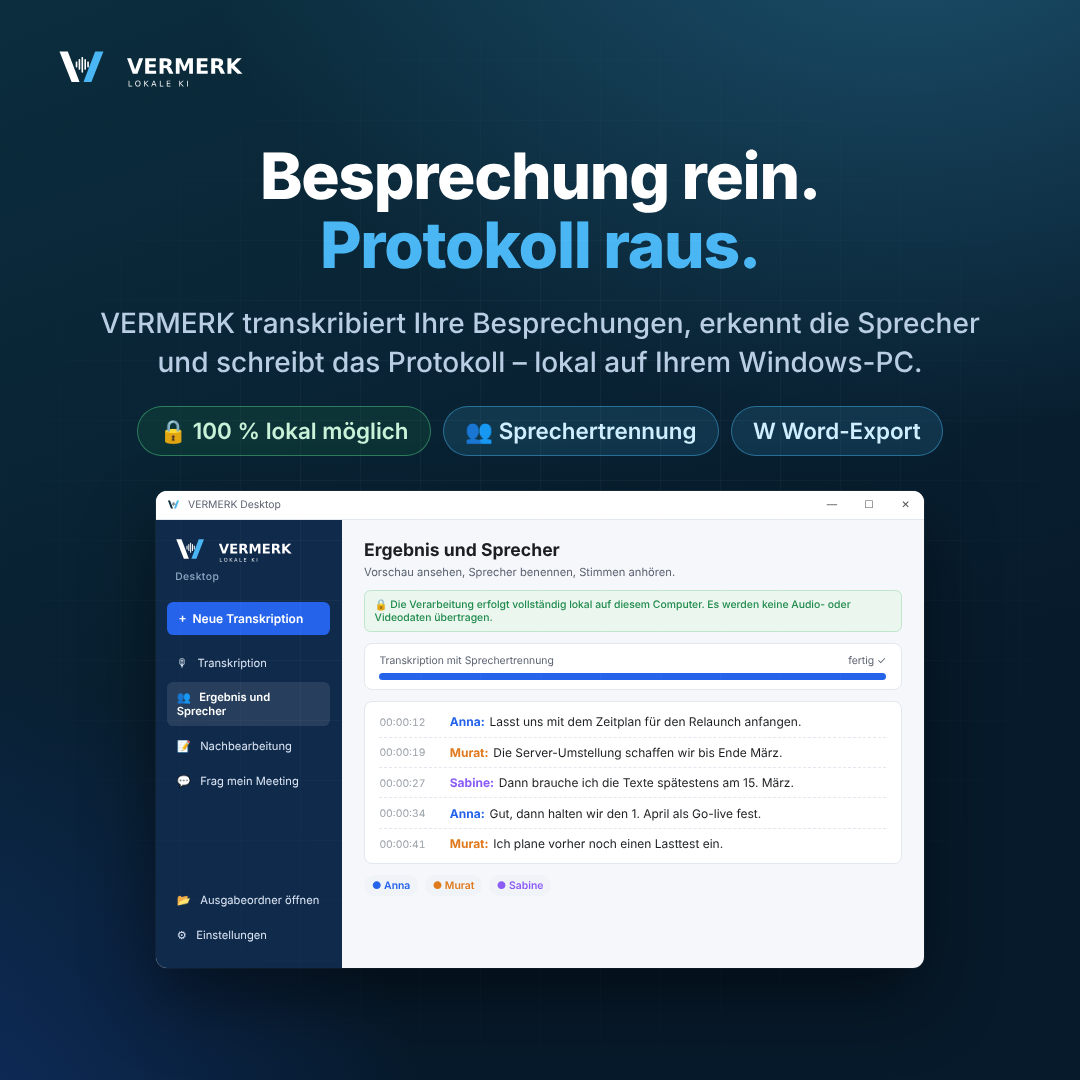 VERMERK
LOKALE KI
Besprechung rein.
Protokoll raus.
VERMERK transkribiert Ihre Besprechungen, erkennt die Sprecher
und schreibt das Protokoll – lokal auf Ihrem Windows-PC.
🔒 100 % lokal möglich
👥 Sprechertrennung
W Word-Export
VERMERK Desktop
VERMERK
LOKALE KI
Desktop
+ Neue Transkription
🎙 Transkription
👥 Ergebnis und
Sprecher
📝 Nachbearbeitung
💬 Frag mein Meeting
📂 Ausgabeordner öffnen
⚙ Einstellungen
Ergebnis und Sprecher
Vorschau ansehen, Sprecher benennen, Stimmen anhören.
🔒 Die Verarbeitung erfolgt vollständig lokal auf diesem Computer. Es werden keine Audio- oder
Videodaten übertragen.
Transkription mit Sprechertrennung fertig ✓
00:00:12 Anna: Lasst uns mit dem Zeitplan für den Relaunch anfangen.
00:00:19 Murat: Die Server-Umstellung schaffen wir bis Ende März.
00:00:27 Sabine: Dann brauche ich die Texte spätestens am 15. März.
00:00:34 Anna: Gut, dann halten wir den 1. April als Go-live fest.
00:00:41 Murat: Ich plane vorher noch einen Lasttest ein.
● Anna ● Murat ● Sabine